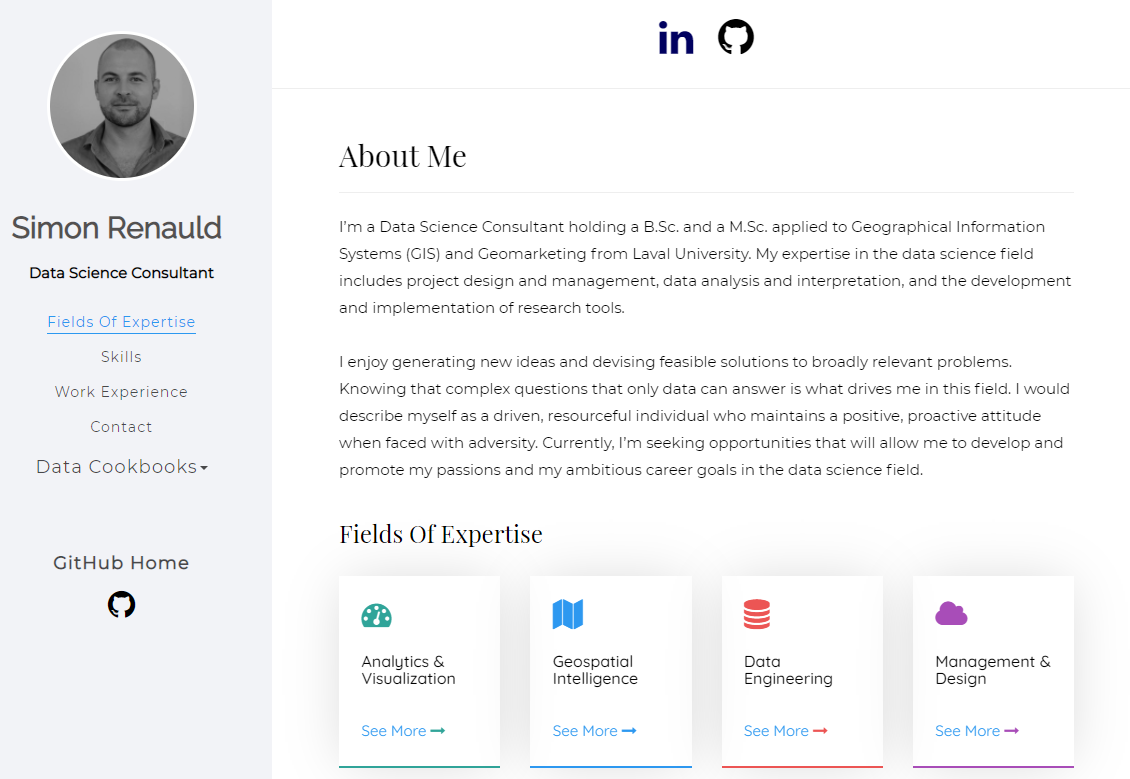 in
Simon Renauld
Data Science Consultant
Fields Of Expertise
Skills
Work Experience
Contact
Data Cookbooks
GitHub Home
About Me
I'm a Data Science Consultant holding a B.Sc. and a M.Sc. applied to Geographical Information
Systems (GIS) and Geomarketing from Laval University. My expertise in the data science field
includes project design and management, data analysis and interpretation, and the development
and implementation of research tools.
I enjoy generating new ideas and devising feasible solutions to broadly relevant problems.
Knowing that complex questions that only data can answer is what drives me in this field. I would
describe myself as a driven, resourceful individual who maintains a positive, proactive attitude
when faced with adversity. Currently, I'm seeking opportunities that will allow me to develop and
promote my passions and my ambitious career goals in the data science field.
Fields Of Expertise
Analytics &
Visualization
See More
Geospatial
Intelligence
See More
Data
Engineering
See More
Management &
Design
See More